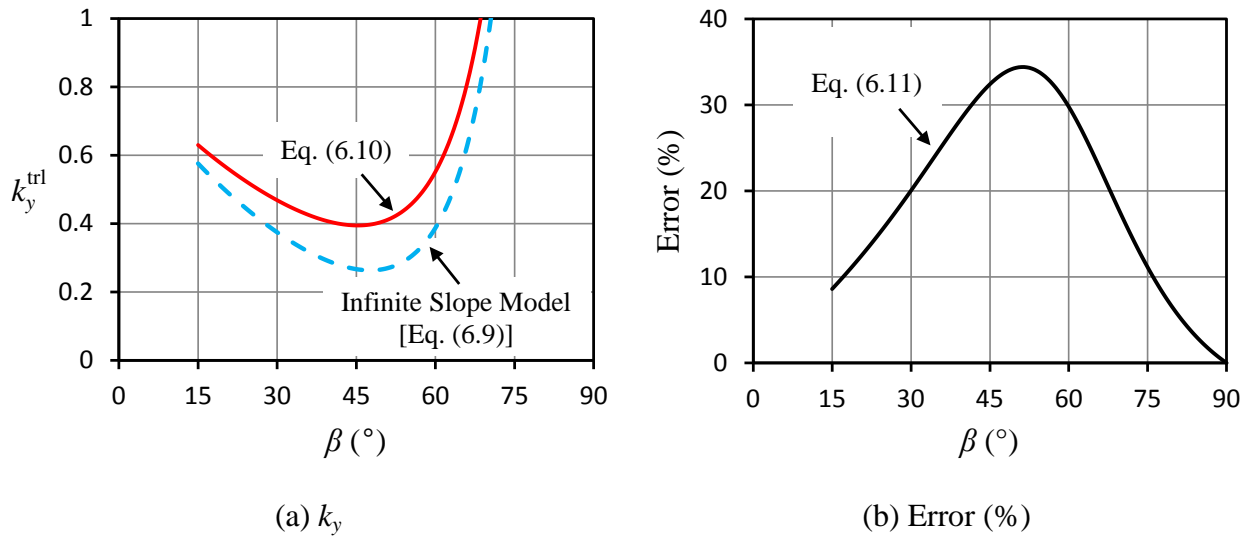 1
0.8
0.6
0.4
0.2
0
k_y^trl
Eq. (6.10)
Infinite Slope Model
[Eq. (6.9)]
0 15 30 45 60 75 90
β (°)
(a) k_y
40
30
20
10
0
Error (%)
Eq. (6.11)
0 15 30 45 60 75 90
β (°)
(b) Error (%)